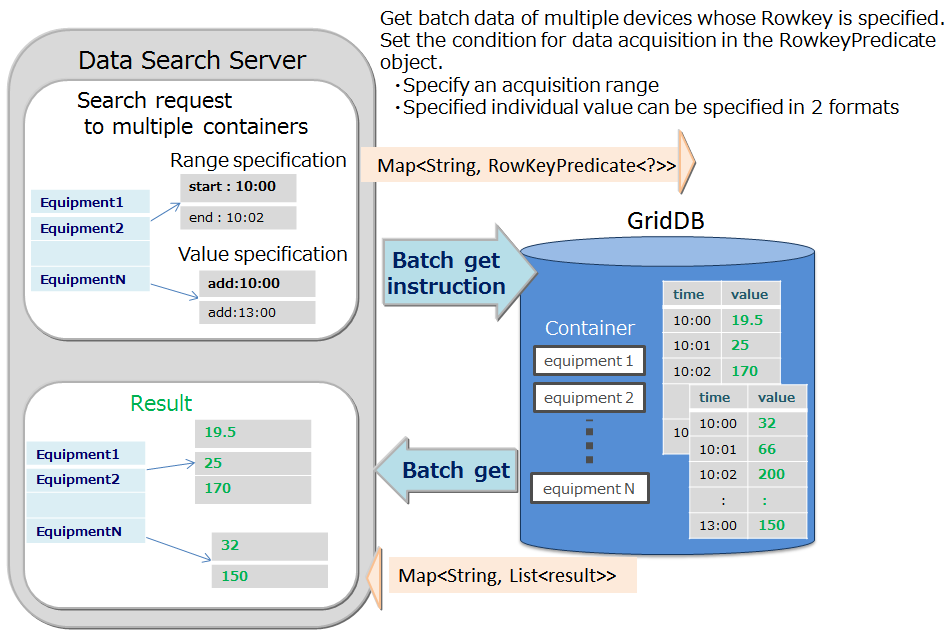 Get batch data of multiple devices whose Rowkey is specified.
Set the condition for data acquisition in the RowkeyPredicate
object.
・Specify an acquisition range
・Specified individual value can be specified in 2 formats
Data Search Server
Search request
to multiple containers
Range specification
start : 10:00
end : 10:02
Equipment1
Equipment2
EquipmentN
Value specification
add:10:00
add:13:00
Map<String, RowKeyPredicate<?>>
Batch get
instruction
GridDB
Container
equipment 1
equipment 2
equipment N
time value
10:00 19.5
10:01 25
10:02 170
10
time value
10:00 32
10:01 66
10:02 200
: :
13:00 150
Result
Equipment1
Equipment2
EquipmentN
19.5
25
170
32
150
Batch get
Map<String, List<result>>